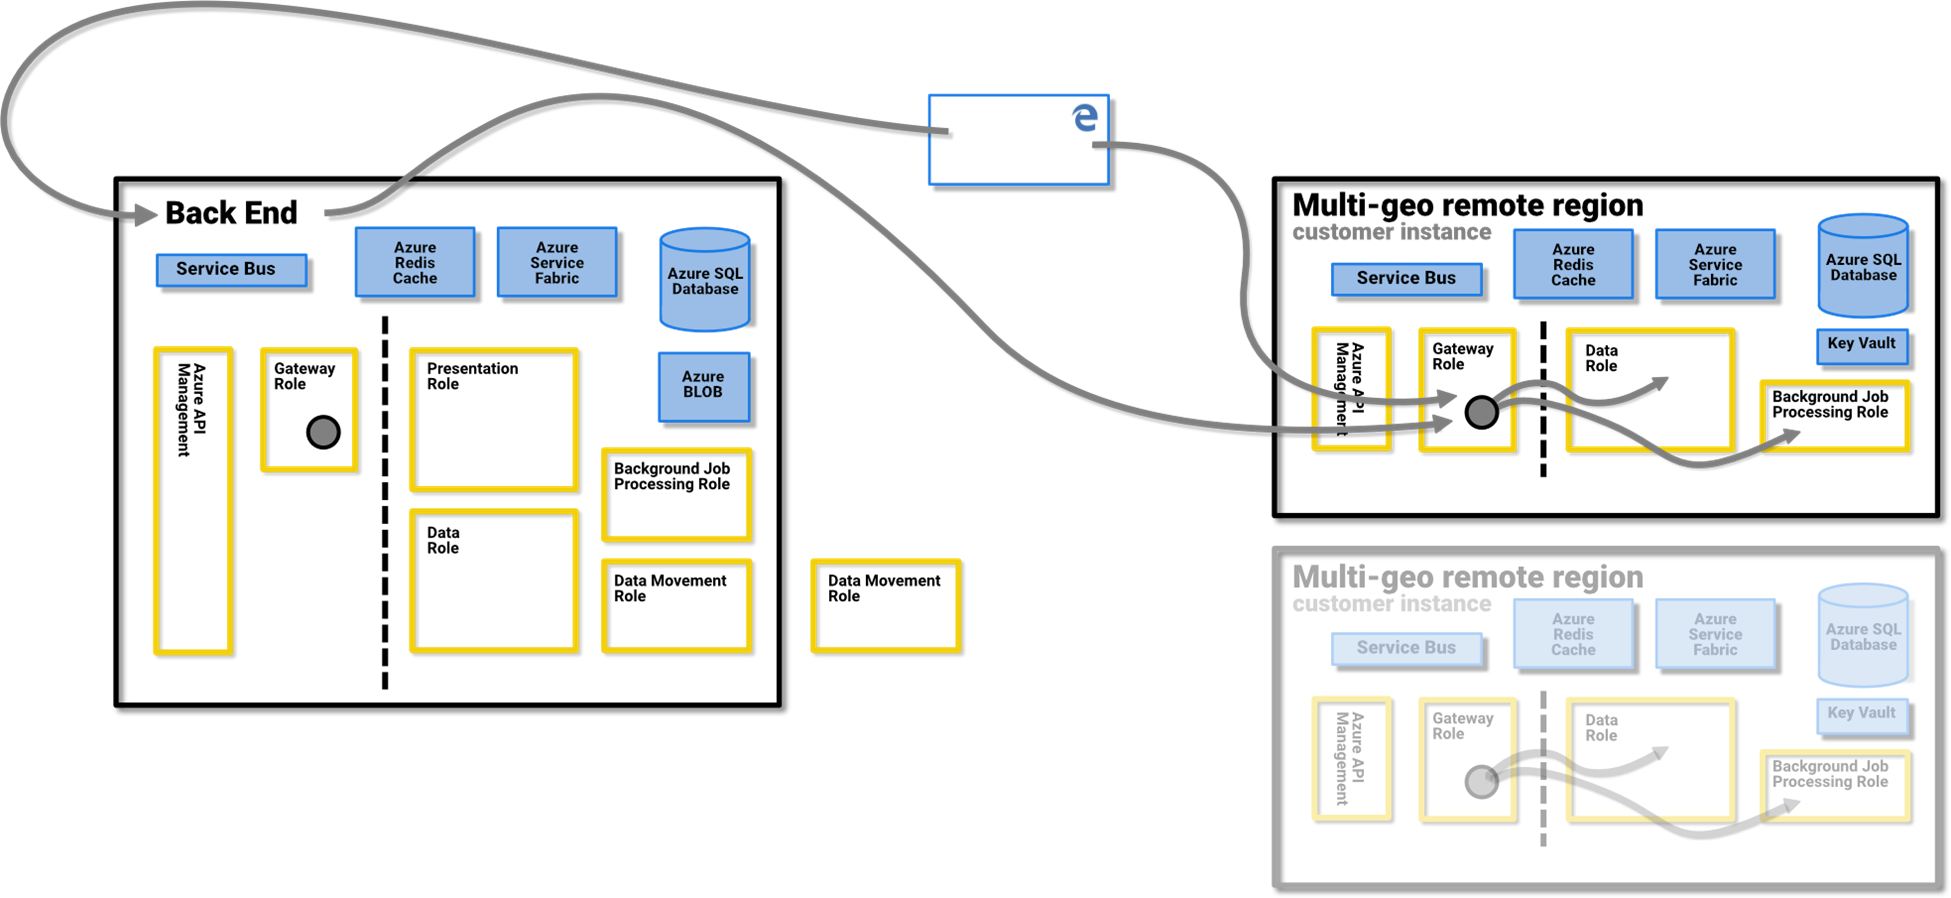 Back End
Service Bus
Azure
Redis
Cache
Azure
Service
Fabric
Azure SQL
Database
Azure API
Management
Gateway
Role
Presentation
Role
Azure
BLOB
Background Job
Processing Role
Data
Role
Data Movement
Role
Data Movement
Role
Multi-geo remote region
customer instance
Service Bus
Azure
Redis
Cache
Azure
Service
Fabric
Azure SQL
Database
Key Vault
Azure API
Management
Gateway
Role
Data
Role
Background Job
Processing Role
Multi-geo remote region
customer instance
Service Bus
Azure
Redis
Cache
Azure
Service
Fabric
Azure SQL
Database
Key Vault
Azure API
Management
Gateway
Role
Data
Role
Background Job
Processing Role